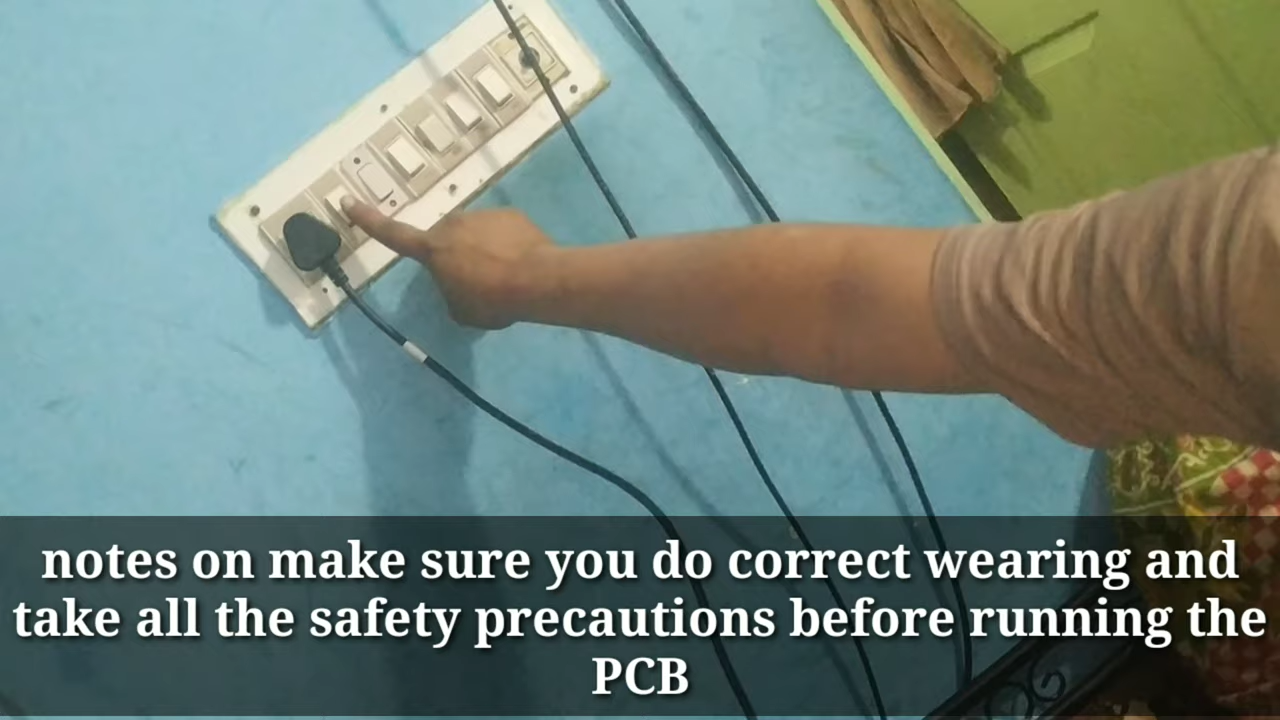 notes on make sure you do correct wearing and
take all the safety precautions before running the
PCB